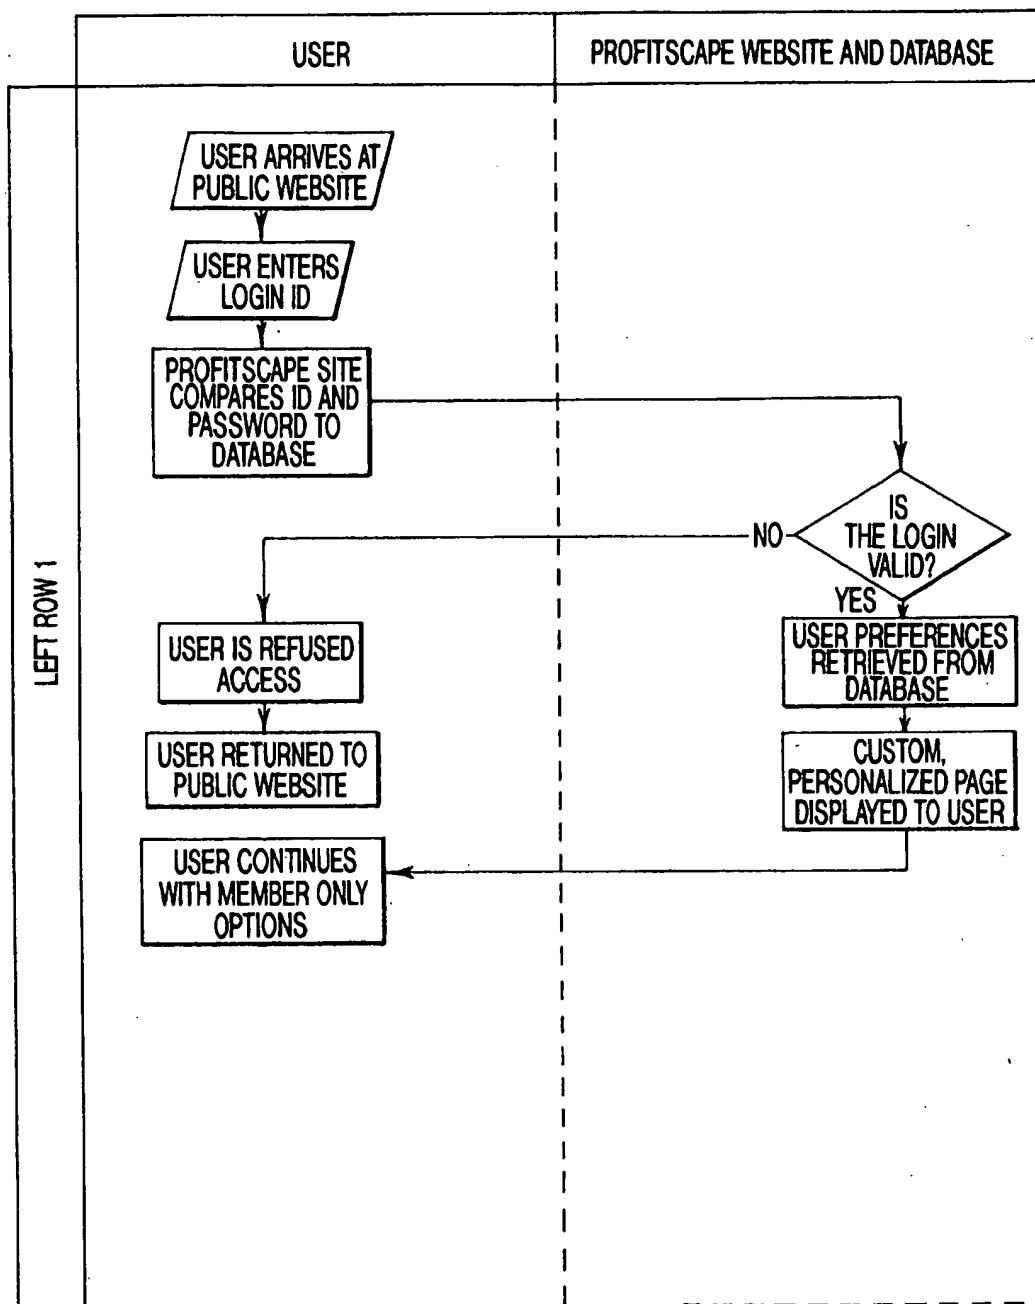 USER
PROFITSCAPE WEBSITE AND DATABASE
LEFT ROW 1
USER ARRIVES AT
PUBLIC WEBSITE
USER ENTERS
LOGIN ID
PROFITSCAPE SITE
COMPARES ID AND
PASSWORD TO
DATABASE
IS
THE LOGIN
VALID?
NO
YES
USER IS REFUSED
ACCESS
USER RETURNED TO
PUBLIC WEBSITE
USER PREFERENCES
RETRIEVED FROM
DATABASE
CUSTOM,
PERSONALIZED PAGE
DISPLAYED TO USER
USER CONTINUES
WITH MEMBER ONLY
OPTIONS